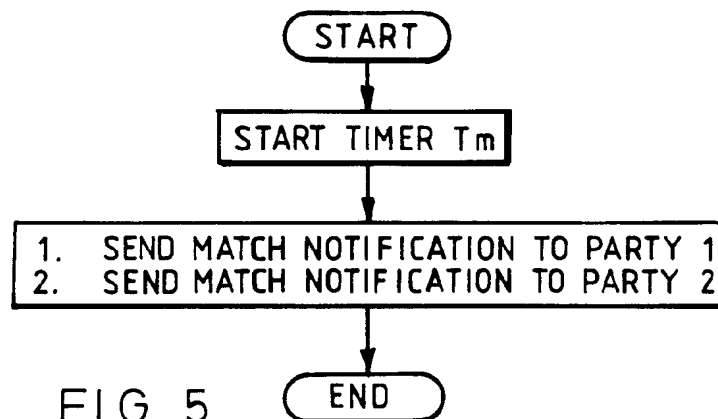 START
START TIMER Tm
1. SEND MATCH NOTIFICATION TO PARTY 1
2. SEND MATCH NOTIFICATION TO PARTY 2
END
FIG 5